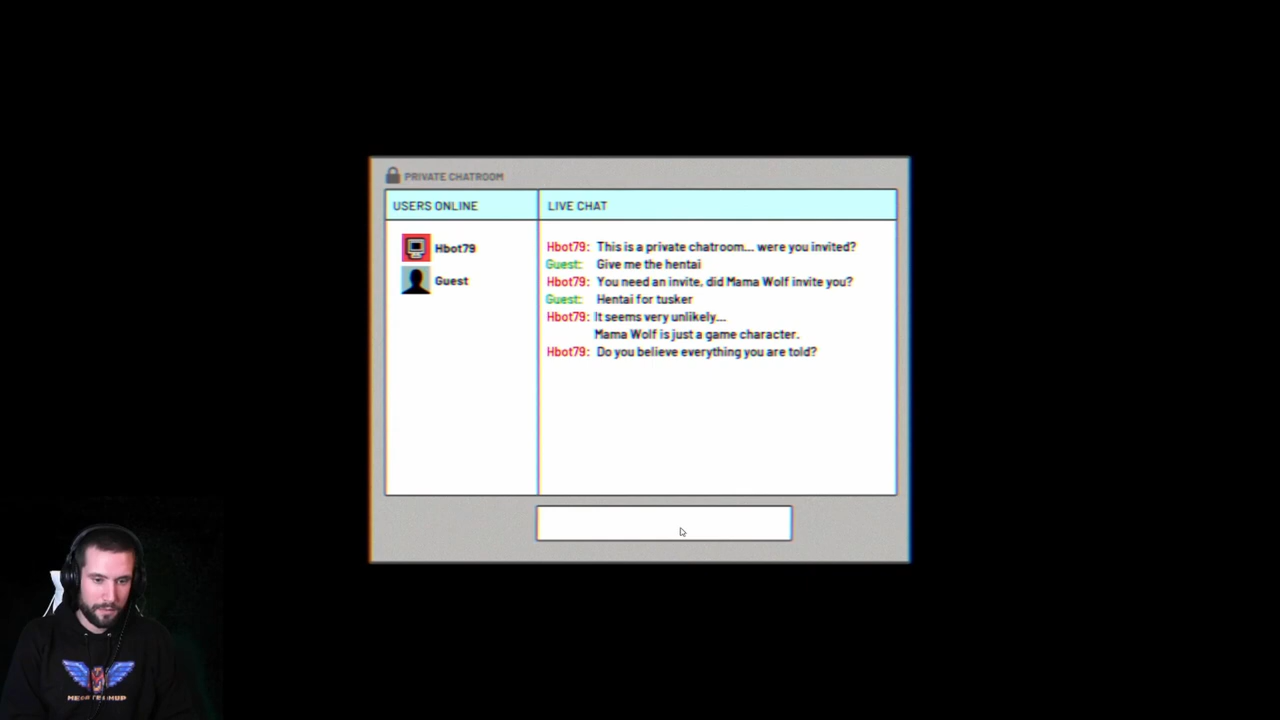 PRIVATE CHATROOM
USERS ONLINE
LIVE CHAT
Hbot79
Guest
Hbot79: This is a private chatroom... were you invited?
Guest: Give me the hentai
Hbot79: You need an invite, did Mama Wolf invite you?
Guest: Hentai for tusker
Hbot79: It seems very unlikely...
Mama Wolf is just a game character.
Hbot79: Do you believe everything you are told?